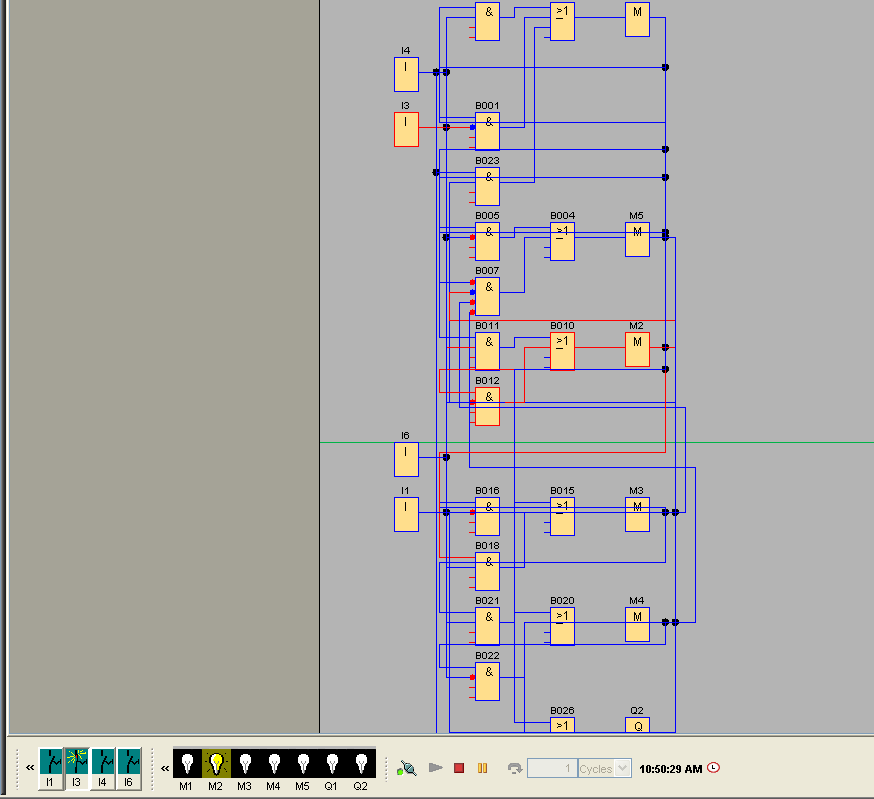 & >1 M
I4
I
I3 B001
I &
B023
&
B005 B004 M5
& >1 M
B007
&
B011 B010 M2
& >1 M
B012
&
I6
I
I1 B016 B015 M3
I & >1 M
B018
&
B021 B020 M4
& >1 M
B022
&
B026 Q2
>1 Q
« «
I1 I3 I4 I6 M1 M2 M3 M4 M5 Q1 Q2
1 Cycles 10:50:29 AM